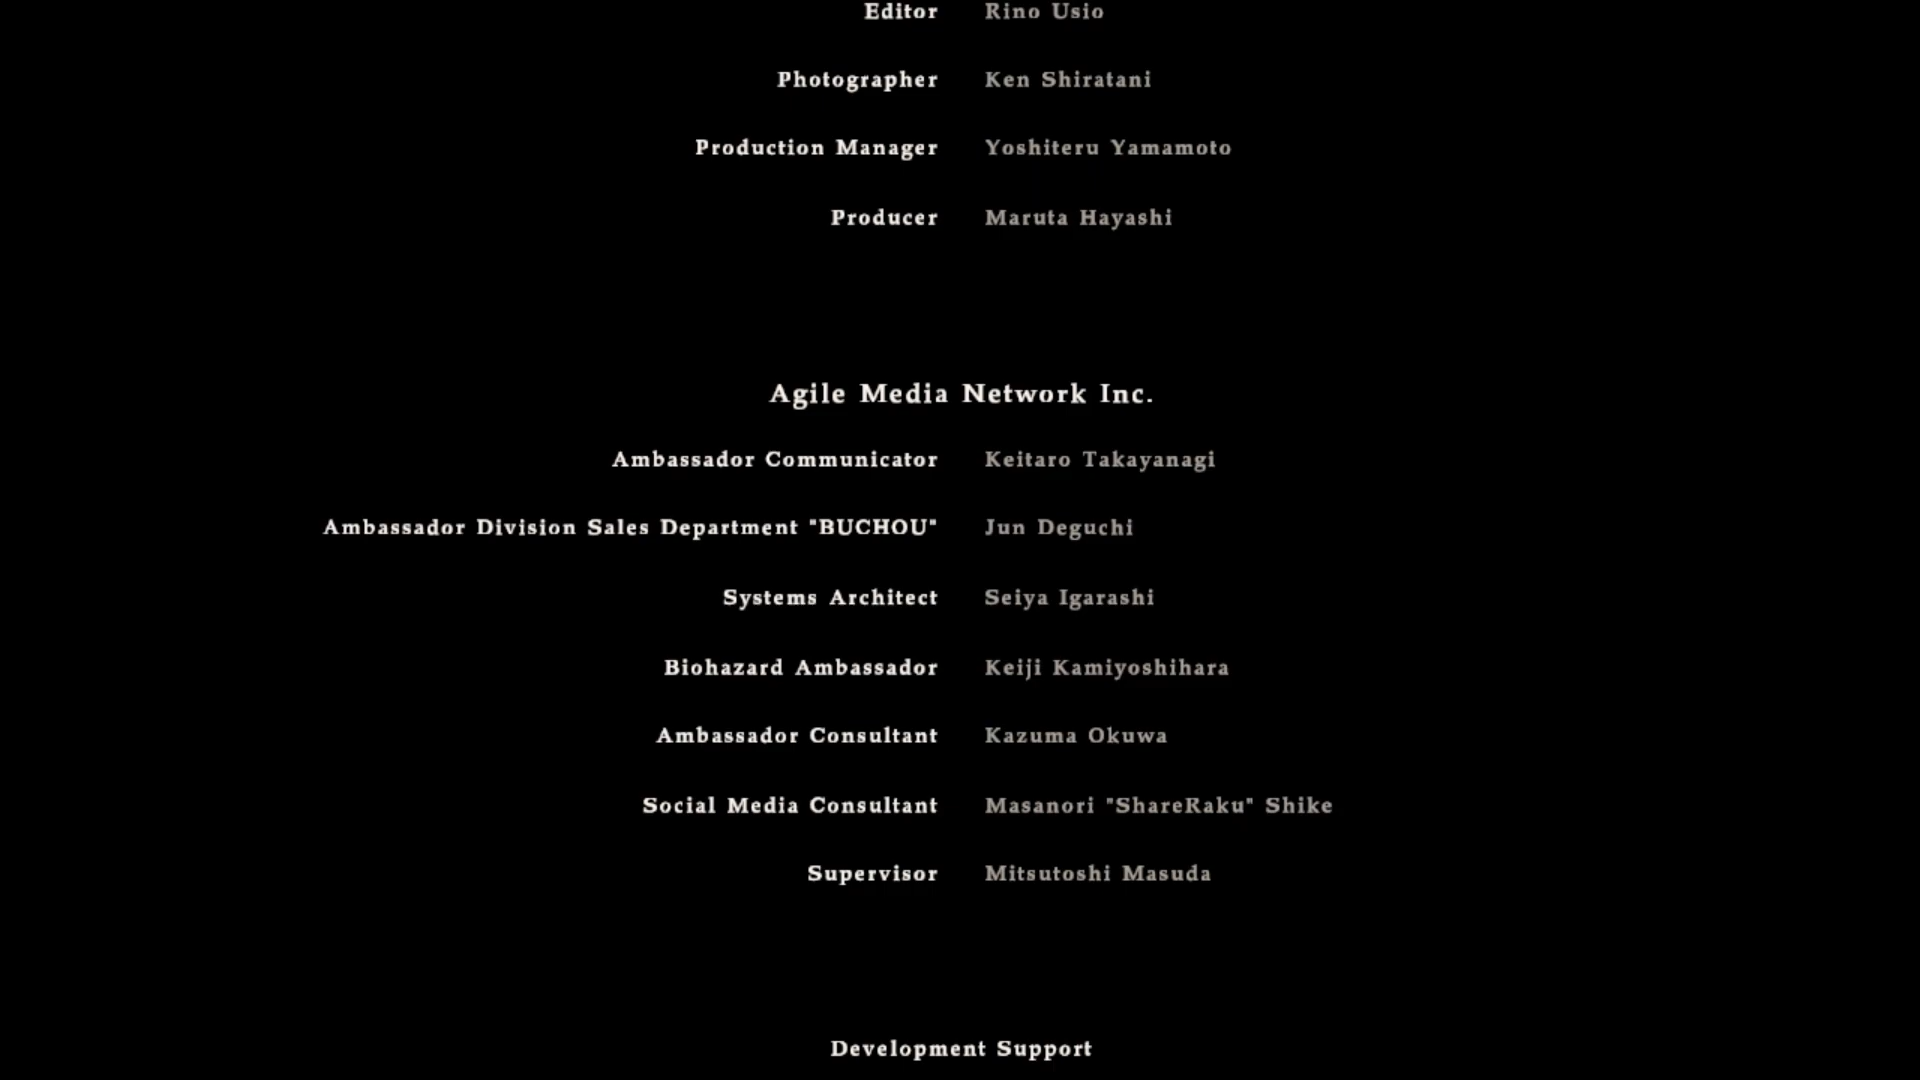 Editor Rino Usio
Photographer Ken Shiratani
Production Manager Yoshiteru Yamamoto
Producer Maruta Hayashi
Agile Media Network Inc.
Ambassador Communicator Keitaro Takayanagi
Ambassador Division Sales Department "BUCHOU" Jun Deguchi
Systems Architect Seiya Igarashi
Biohazard Ambassador Keiji Kamiyoshihara
Ambassador Consultant Kazuma Okuwa
Social Media Consultant Masanori "ShareRaku" Shike
Supervisor Mitsutoshi Masuda
Development Support